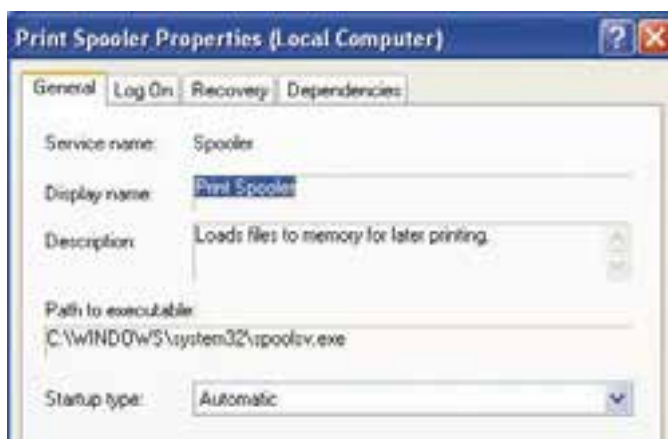 Print Spooler Properties (Local Computer)
General Log On Recovery Dependencies
Service name: Spooler
Display name: Print Spooler
Description: Loads files to memory for later printing.
Path to executable:
C:\WINDOWS\system32\spoolsv.exe
Startup type: Automatic